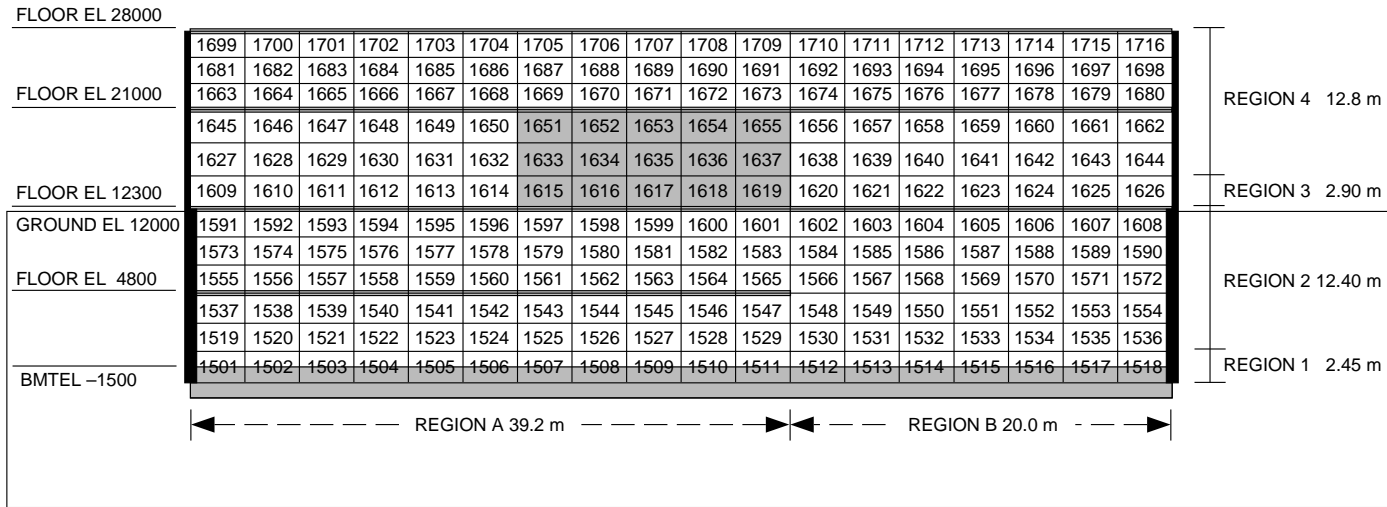 FLOOR EL 28000
1699 1700 1701 1702 1703 1704 1705 1706 1707 1708 1709 1710 1711 1712 1713 1714 1715 1716
1681 1682 1683 1684 1685 1686 1687 1688 1689 1690 1691 1692 1693 1694 1695 1696 1697 1698
FLOOR EL 21000
1663 1664 1665 1666 1667 1668 1669 1670 1671 1672 1673 1674 1675 1676 1677 1678 1679 1680
REGION 4 12.8 m
1645 1646 1647 1648 1649 1650 1651 1652 1653 1654 1655 1656 1657 1658 1659 1660 1661 1662
1627 1628 1629 1630 1631 1632 1633 1634 1635 1636 1637 1638 1639 1640 1641 1642 1643 1644
FLOOR EL 12300
1609 1610 1611 1612 1613 1614 1615 1616 1617 1618 1619 1620 1621 1622 1623 1624 1625 1626
REGION 3 2.90 m
GROUND EL 12000
1591 1592 1593 1594 1595 1596 1597 1598 1599 1600 1601 1602 1603 1604 1605 1606 1607 1608
1573 1574 1575 1576 1577 1578 1579 1580 1581 1582 1583 1584 1585 1586 1587 1588 1589 1590
FLOOR EL 4800
1555 1556 1557 1558 1559 1560 1561 1562 1563 1564 1565 1566 1567 1568 1569 1570 1571 1572
REGION 2 12.40 m
1537 1538 1539 1540 1541 1542 1543 1544 1545 1546 1547 1548 1549 1550 1551 1552 1553 1554
1519 1520 1521 1522 1523 1524 1525 1526 1527 1528 1529 1530 1531 1532 1533 1534 1535 1536
1501 1502 1503 1504 1505 1506 1507 1508 1509 1510 1511 1512 1513 1514 1515 1516 1517 1518
REGION 1 2.45 m
BMTEL –1500
REGION A 39.2 m
REGION B 20.0 m